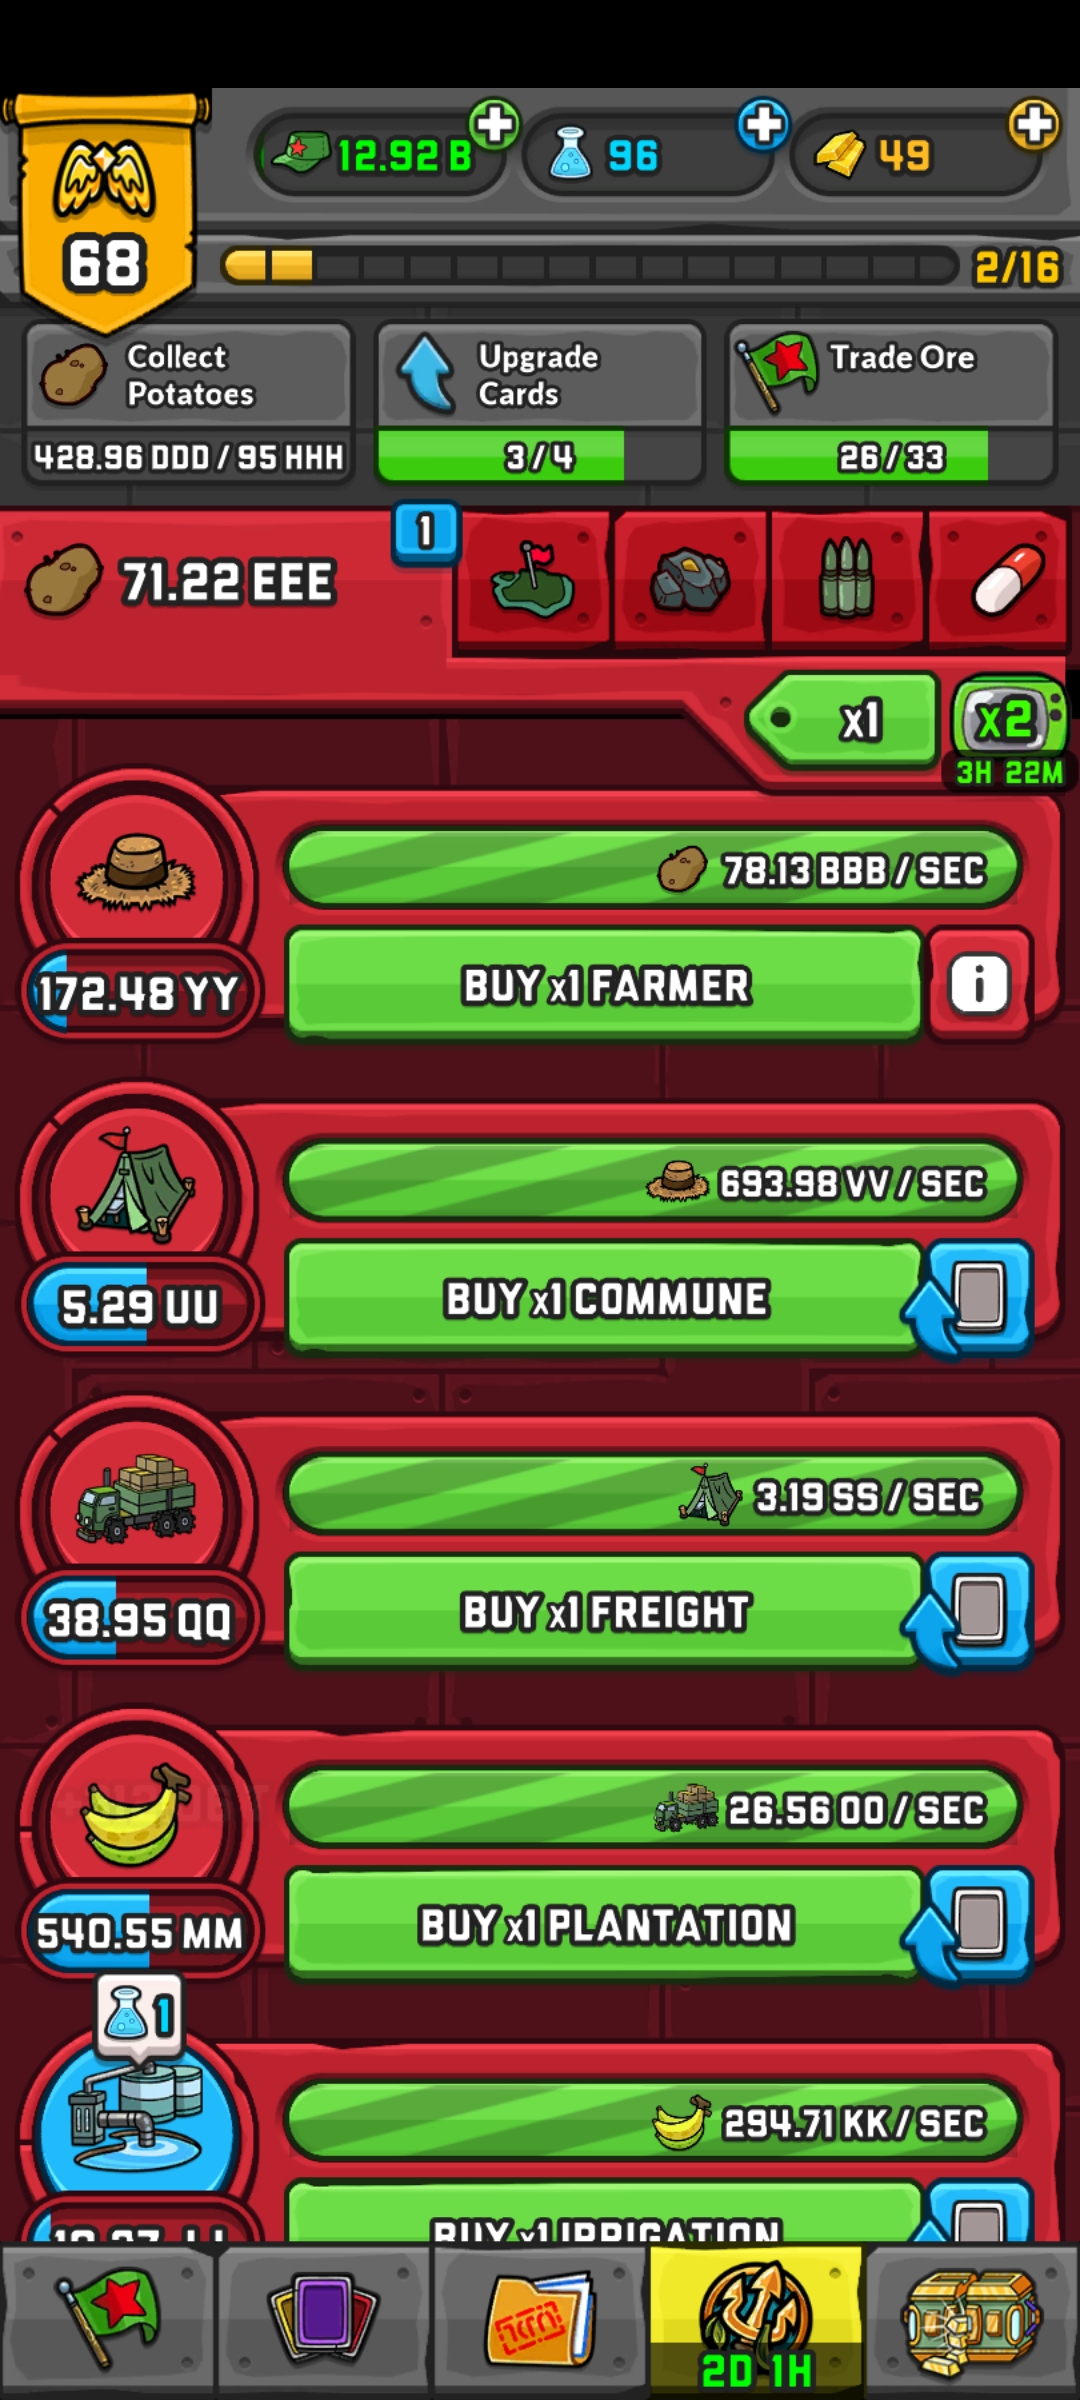 12.92 B
96
49
68
2/16
Collect
Potatoes
428.96 DDD / 95 HHH
Upgrade
Cards
3/4
Trade Ore
26/33
71.22 EEE
1
x1
x2
3H 22M
78.13 BBB / SEC
172.48 YY
BUY x1 FARMER
i
693.98 VV / SEC
5.29 UU
BUY x1 COMMUNE
3.19 SS / SEC
38.95 QQ
BUY x1 FREIGHT
26.56 OO / SEC
540.55 MM
BUY x1 PLANTATION
1
294.71 KK / SEC
BUY x1 IRRIGATION
2D 1H